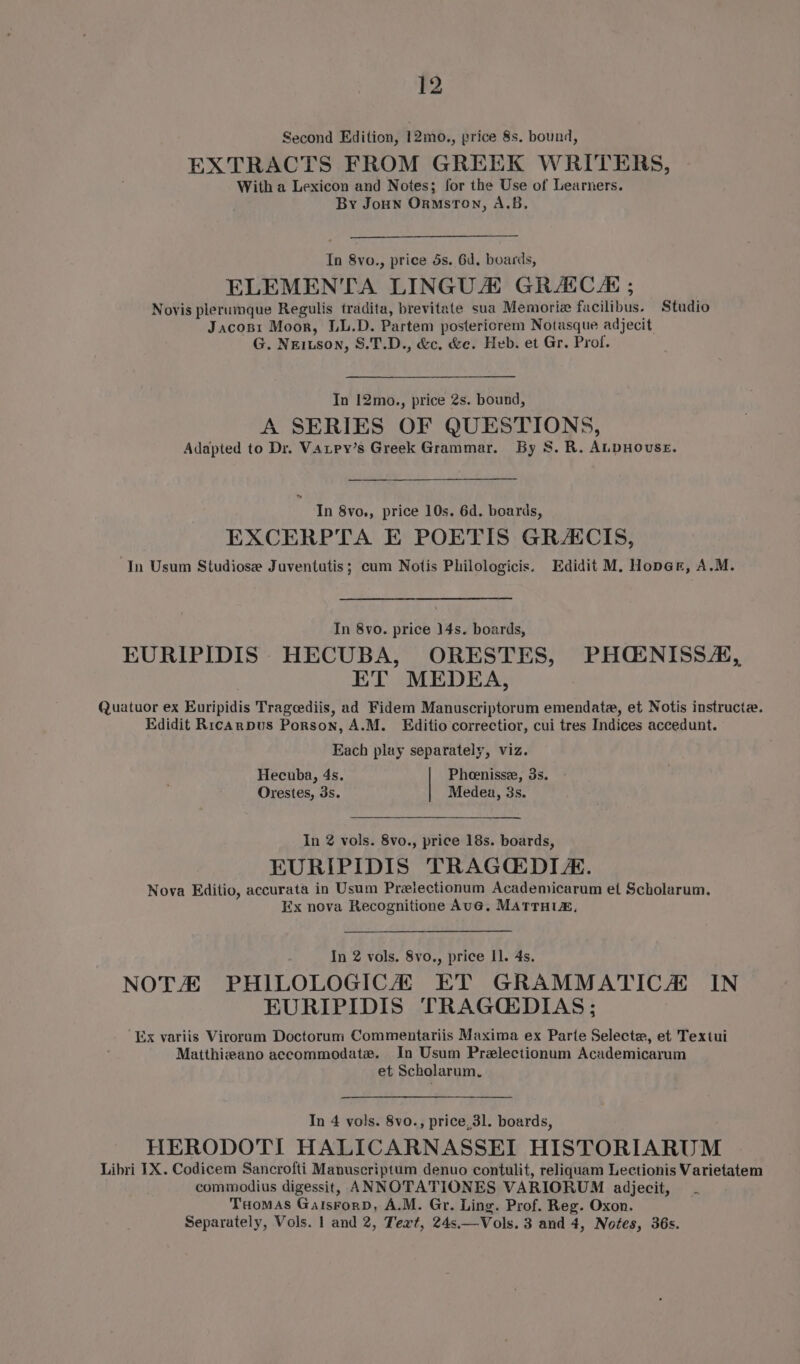 12
Second Edition, 12mo., price 8s. bound,
EXTRACTS FROM GREEK WRITERS,
With a Lexicon and Notes; for the Use of Learners.
By John Ormston, A.B.
In 8vo., price 5s. 6d. boards,
ELEMENTA LINGUÆ GRÆCÆ;
Novis plerumque Regulis tradita, brevitate sua Memoriæ facilibus. Studio
Jacobi Moor, LL.D. Partem posteriorem Notasque adjecit
G. Neilson, S.T.D., &c. &c. Heb. et Gr. Prof.
In 12mo., price 2s. bound,
A SERIES OF QUESTIONS,
Adapted to Dr. Valpy's Greek Grammar. By S. R. Aldhouse.
In 8vo., price 10s. 6d. boards,
EXCERPTA E POETIS GRÆCIS,
In Usum Studiosæ Juventutis; cum Notis Philologicis. Edidit M. Hodge, A.M.
In 8vo. price 14s. boards,
EURIPIDIS HECUBA, ORESTES, PHŒNISSÆ,
ET MEDEA,
Quatuor ex Euripidis Tragœdiis, ad Fidem Manuscriptorum emendatæ, et Notis instructæ.
Edidit Ricardus Porson, A.M. Editio correctior, cui tres Indices accedunt.
Each play separately, viz.
Hecuba, 4s. | Phœnissæ, 3s.
Orestes, 3s. | Medea, 3s.
In 2 vols. 8vo., price 18s. boards,
EURIPIDIS TRAGŒDIÆ.
Nova Editio, accurata in Usum Prælectionum Academicarum et Scholarum.
Ex nova Recognitione Aug. Matthiæ.
In 2 vols. 8vo., price 1l. 4s.
NOTÆ PHILOLOGICÆ ET GRAMMATICÆ IN
EURIPIDIS TRAGŒDIAS;
Ex variis Virorum Doctorum Commentariis Maxima ex Parte Selectæ, et Textui
Matthiæano accommodatæ. In Usum Prælectionum Academicarum
et Scholarum.
In 4 vols. 8vo., price 3l. boards,
HERODOTI HALICARNASSEI HISTORIARUM
Libri IX. Codicem Sancrofti Manuscriptum denuo contulit, reliquam Lectionis Varietatem
commodius digessit, ANNOTATIONES VARIORUM adjecit,
Thomas Gaisford, A.M. Gr. Ling. Prof. Reg. Oxon.
Separately, Vols. 1 and 2, Text, 24s.—Vols. 3 and 4, Notes, 36s.